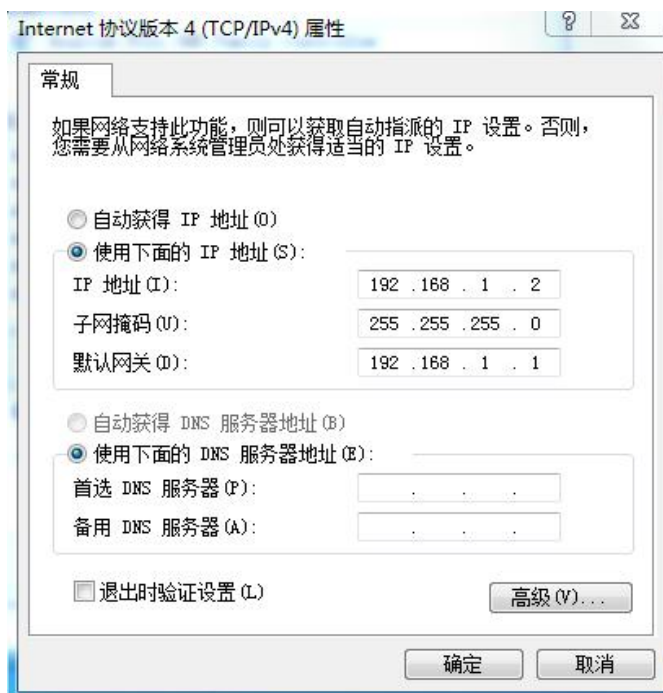 Internet 协议版本 4 (TCP/IPv4) 属性
常规
如果网络支持此功能，则可以获取自动指派的 IP 设置。否则，
您需要从网络系统管理员处获得适当的 IP 设置。
自动获得 IP 地址(O)
使用下面的 IP 地址(S):
IP 地址(I): 192 .168 . 1 . 2
子网掩码(U): 255 .255 .255 . 0
默认网关(D): 192 .168 . 1 . 1
自动获得 DNS 服务器地址(B)
使用下面的 DNS 服务器地址(E):
首选 DNS 服务器(P): . . .
备用 DNS 服务器(A): . . .
退出时验证设置(L)
高级(V)...
确定 取消